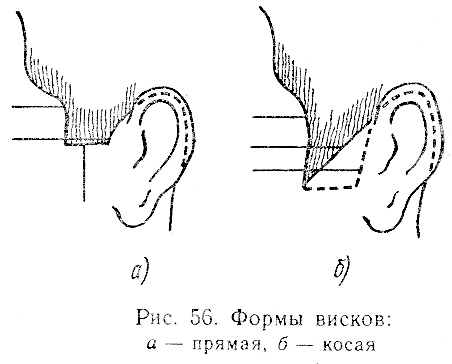 а) б)
Рис. 56. Формы висков:
а — прямая, б — косая